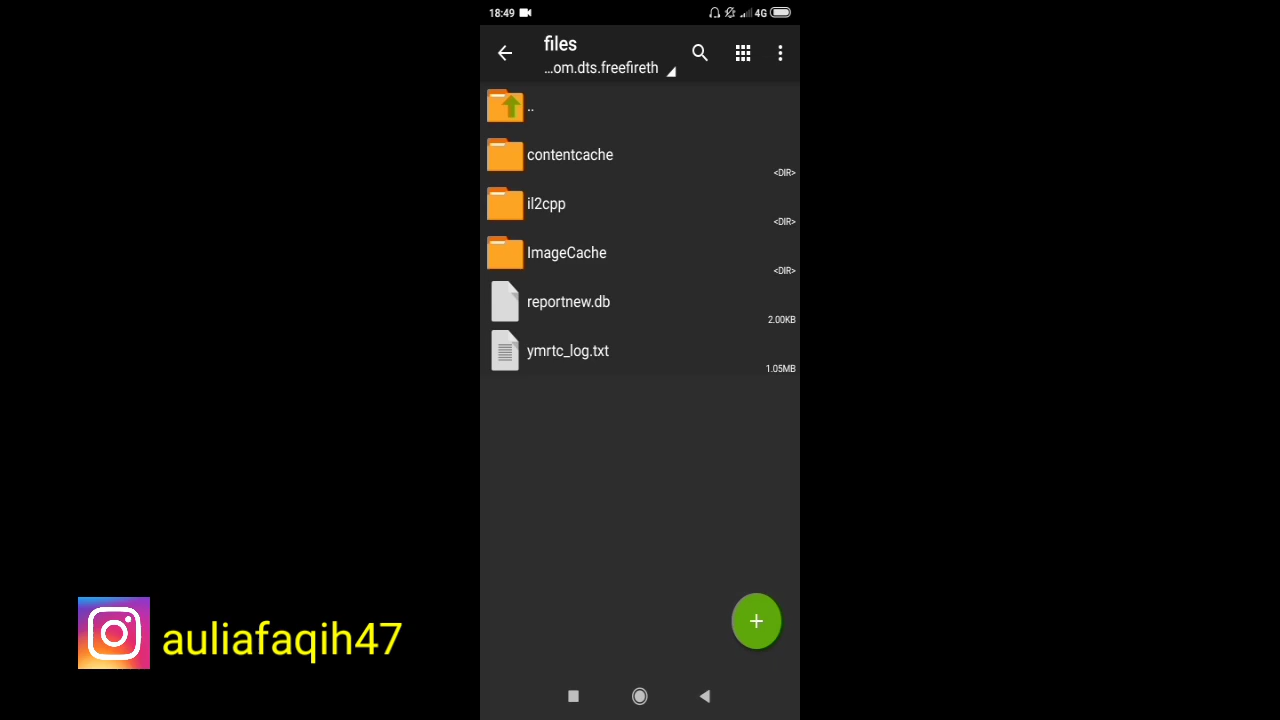 18:49
4G
files
...om.dts.freefireth
..
contentcache
<DIR>
il2cpp
<DIR>
ImageCache
<DIR>
reportnew.db
2.00KB
ymrtc_log.txt
1.05MB
+
auliafaqih47